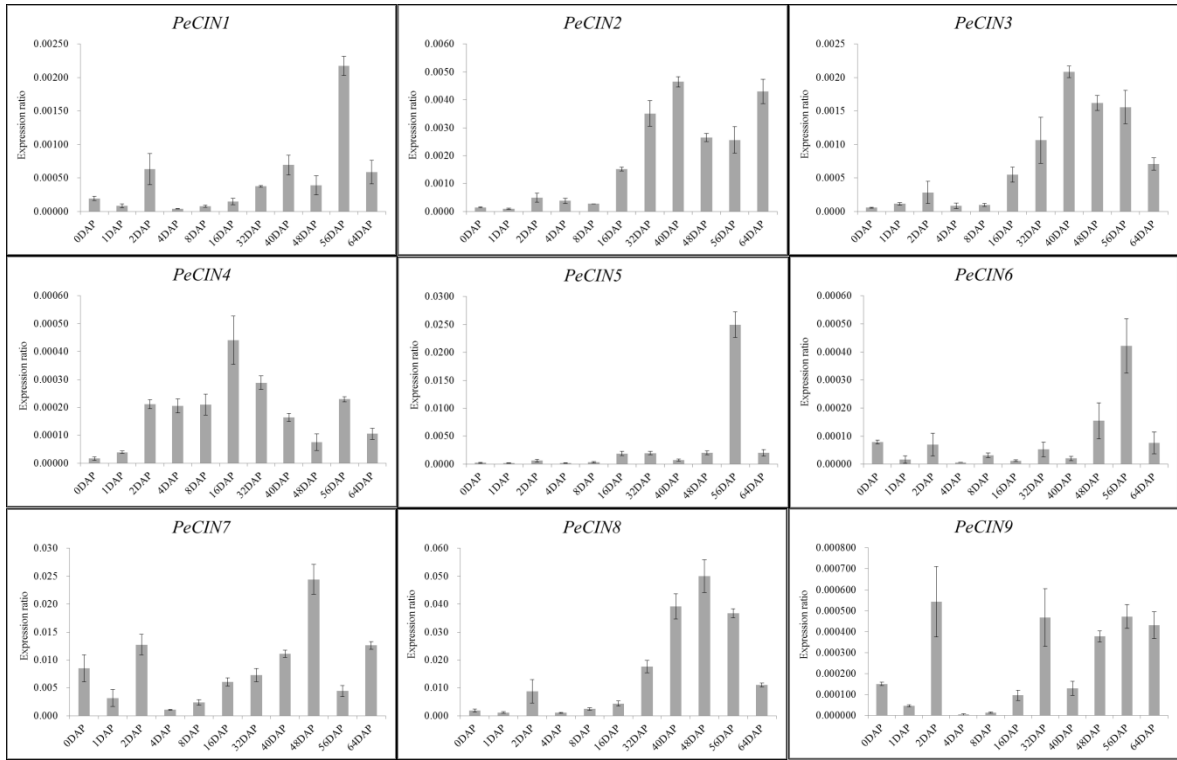 PeCIN1
Expression ratio
0.00250
0.00200
0.00150
0.00100
0.00050
0.00000
0DAP 1DAP 2DAP 4DAP 8DAP 16DAP 32DAP 40DAP 48DAP 56DAP 64DAP
PeCIN2
Expression ratio
0.0060
0.0050
0.0040
0.0030
0.0020
0.0010
0.0000
0DAP 1DAP 2DAP 4DAP 8DAP 16DAP 32DAP 40DAP 48DAP 56DAP 64DAP
PeCIN3
Expression ratio
0.0025
0.0020
0.0015
0.0010
0.0005
0.0000
0DAP 1DAP 2DAP 4DAP 8DAP 16DAP 32DAP 40DAP 48DAP 56DAP 64DAP
PeCIN4
Expression ratio
0.00060
0.00050
0.00040
0.00030
0.00020
0.00010
0.00000
0DAP 1DAP 2DAP 4DAP 8DAP 16DAP 32DAP 40DAP 48DAP 56DAP 64DAP
PeCIN5
Expression ratio
0.0300
0.0250
0.0200
0.0150
0.0100
0.0050
0.0000
0DAP 1DAP 2DAP 4DAP 8DAP 16DAP 32DAP 40DAP 48DAP 56DAP 64DAP
PeCIN6
Expression ratio
0.00060
0.00050
0.00040
0.00030
0.00020
0.00010
0.00000
0DAP 1DAP 2DAP 4DAP 8DAP 16DAP 32DAP 40DAP 48DAP 56DAP 64DAP
PeCIN7
Expression ratio
0.030
0.025
0.020
0.015
0.010
0.005
0.000
0DAP 1DAP 2DAP 4DAP 8DAP 16DAP 32DAP 40DAP 48DAP 56DAP 64DAP
PeCIN8
Expression ratio
0.060
0.050
0.040
0.030
0.020
0.010
0.000
0DAP 1DAP 2DAP 4DAP 8DAP 16DAP 32DAP 40DAP 48DAP 56DAP 64DAP
PeCIN9
Expression ratio
0.000800
0.000700
0.000600
0.000500
0.000400
0.000300
0.000200
0.000100
0.000000
0DAP 1DAP 2DAP 4DAP 8DAP 16DAP 32DAP 40DAP 48DAP 56DAP 64DAP